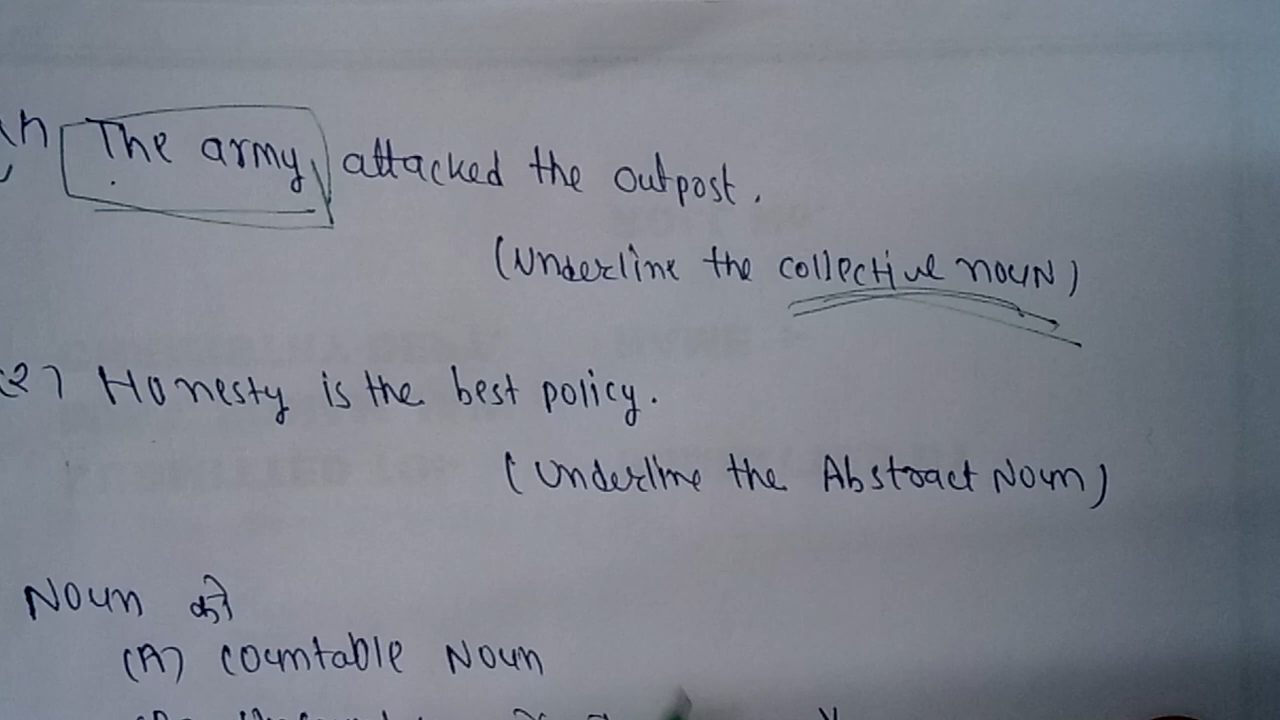 The army attacked the outpost.
(Underline the collective noun)
(2) Honesty is the best policy.
(Underline the Abstract Noun)
Noun को
(A) Countable Noun